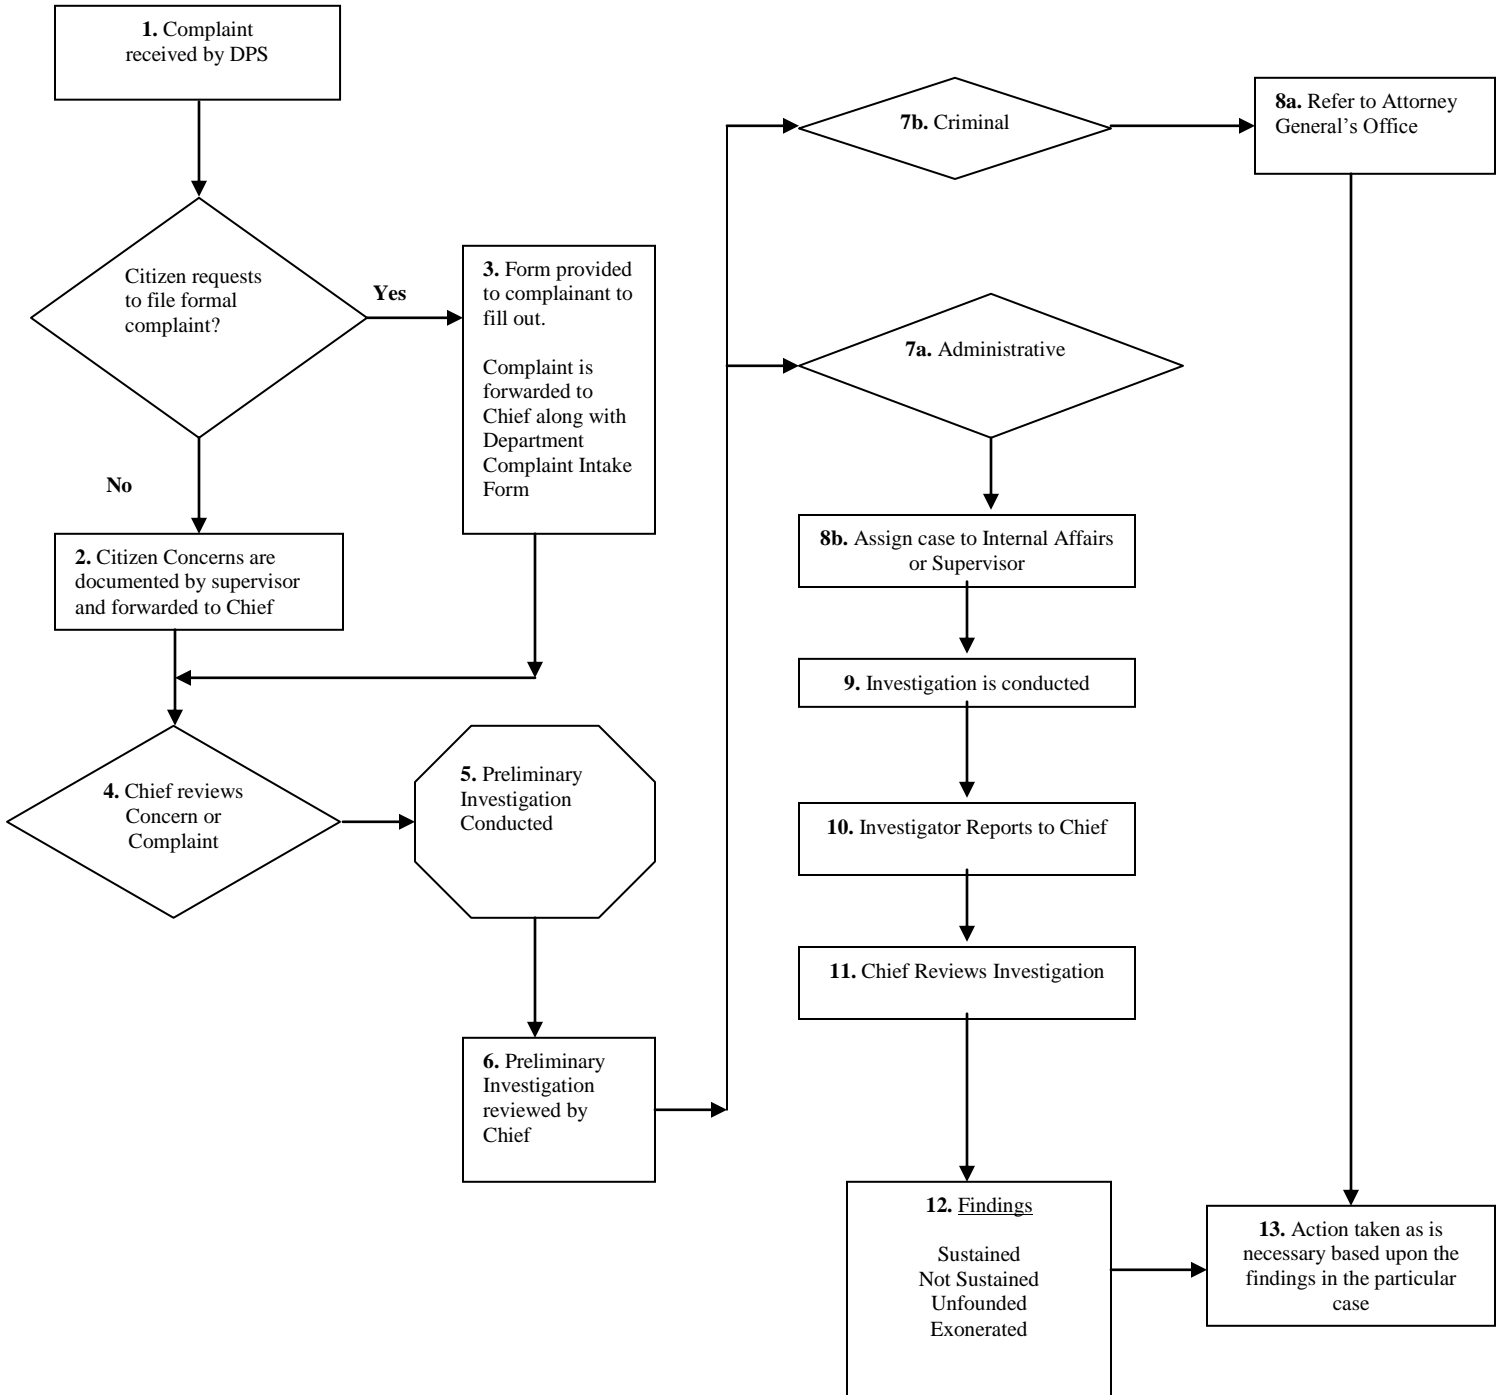 1. Complaint
received by DPS
Citizen requests
to file formal
complaint?
Yes
No
2. Citizen Concerns are
documented by supervisor
and forwarded to Chief
3. Form provided
to complainant to
fill out.
Complaint is
forwarded to
Chief along with
Department
Complaint Intake
Form
4. Chief reviews
Concern or
Complaint
5. Preliminary
Investigation
Conducted
6. Preliminary
Investigation
reviewed by
Chief
7b. Criminal
8a. Refer to Attorney
General’s Office
7a. Administrative
8b. Assign case to Internal Affairs
or Supervisor
9. Investigation is conducted
10. Investigator Reports to Chief
11. Chief Reviews Investigation
12. Findings
Sustained
Not Sustained
Unfounded
Exonerated
13. Action taken as is
necessary based upon the
findings in the particular
case